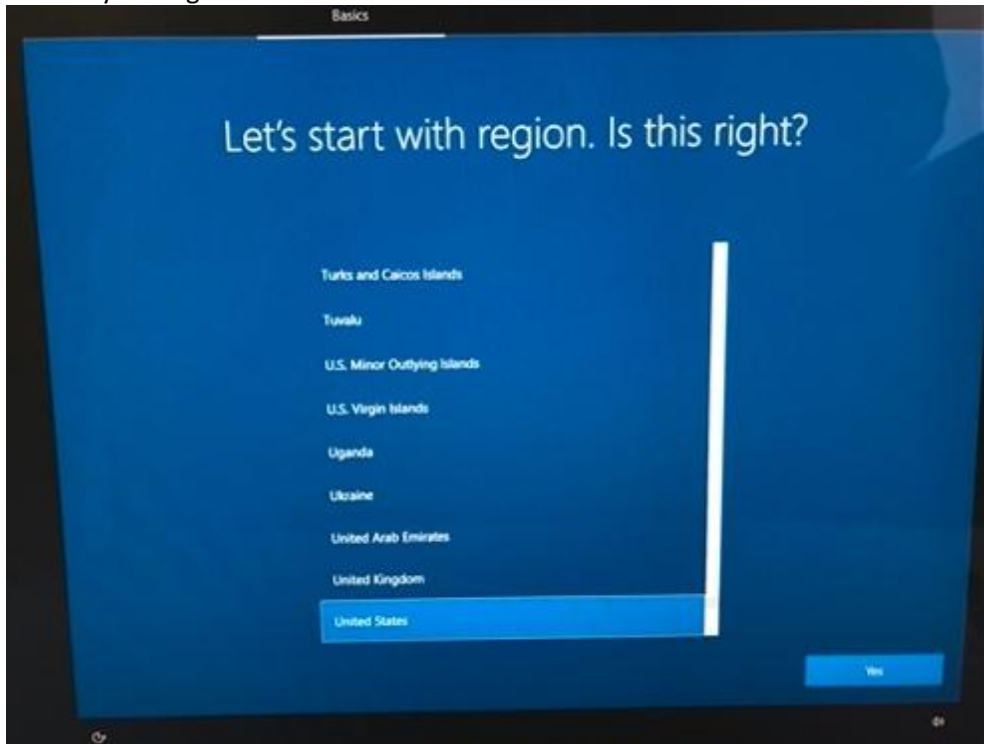 Basics
Let's start with region. Is this right?
Turks and Caicos Islands
Tuvalu
U.S. Minor Outlying Islands
U.S. Virgin Islands
Uganda
Ukraine
United Arab Emirates
United Kingdom
United States
Yes